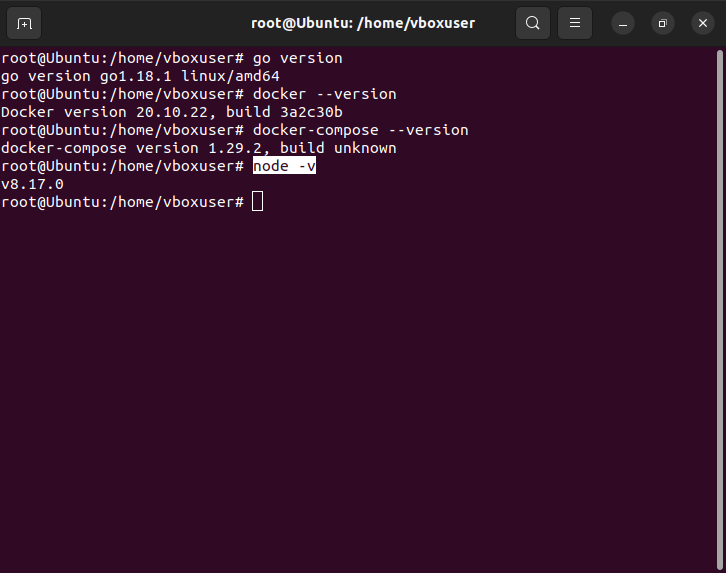 root@Ubuntu: /home/vboxuser
root@Ubuntu:/home/vboxuser# go version
go version go1.18.1 linux/amd64
root@Ubuntu:/home/vboxuser# docker --version
Docker version 20.10.22, build 3a2c30b
root@Ubuntu:/home/vboxuser# docker-compose --version
docker-compose version 1.29.2, build unknown
root@Ubuntu:/home/vboxuser# node -v
v8.17.0
root@Ubuntu:/home/vboxuser#